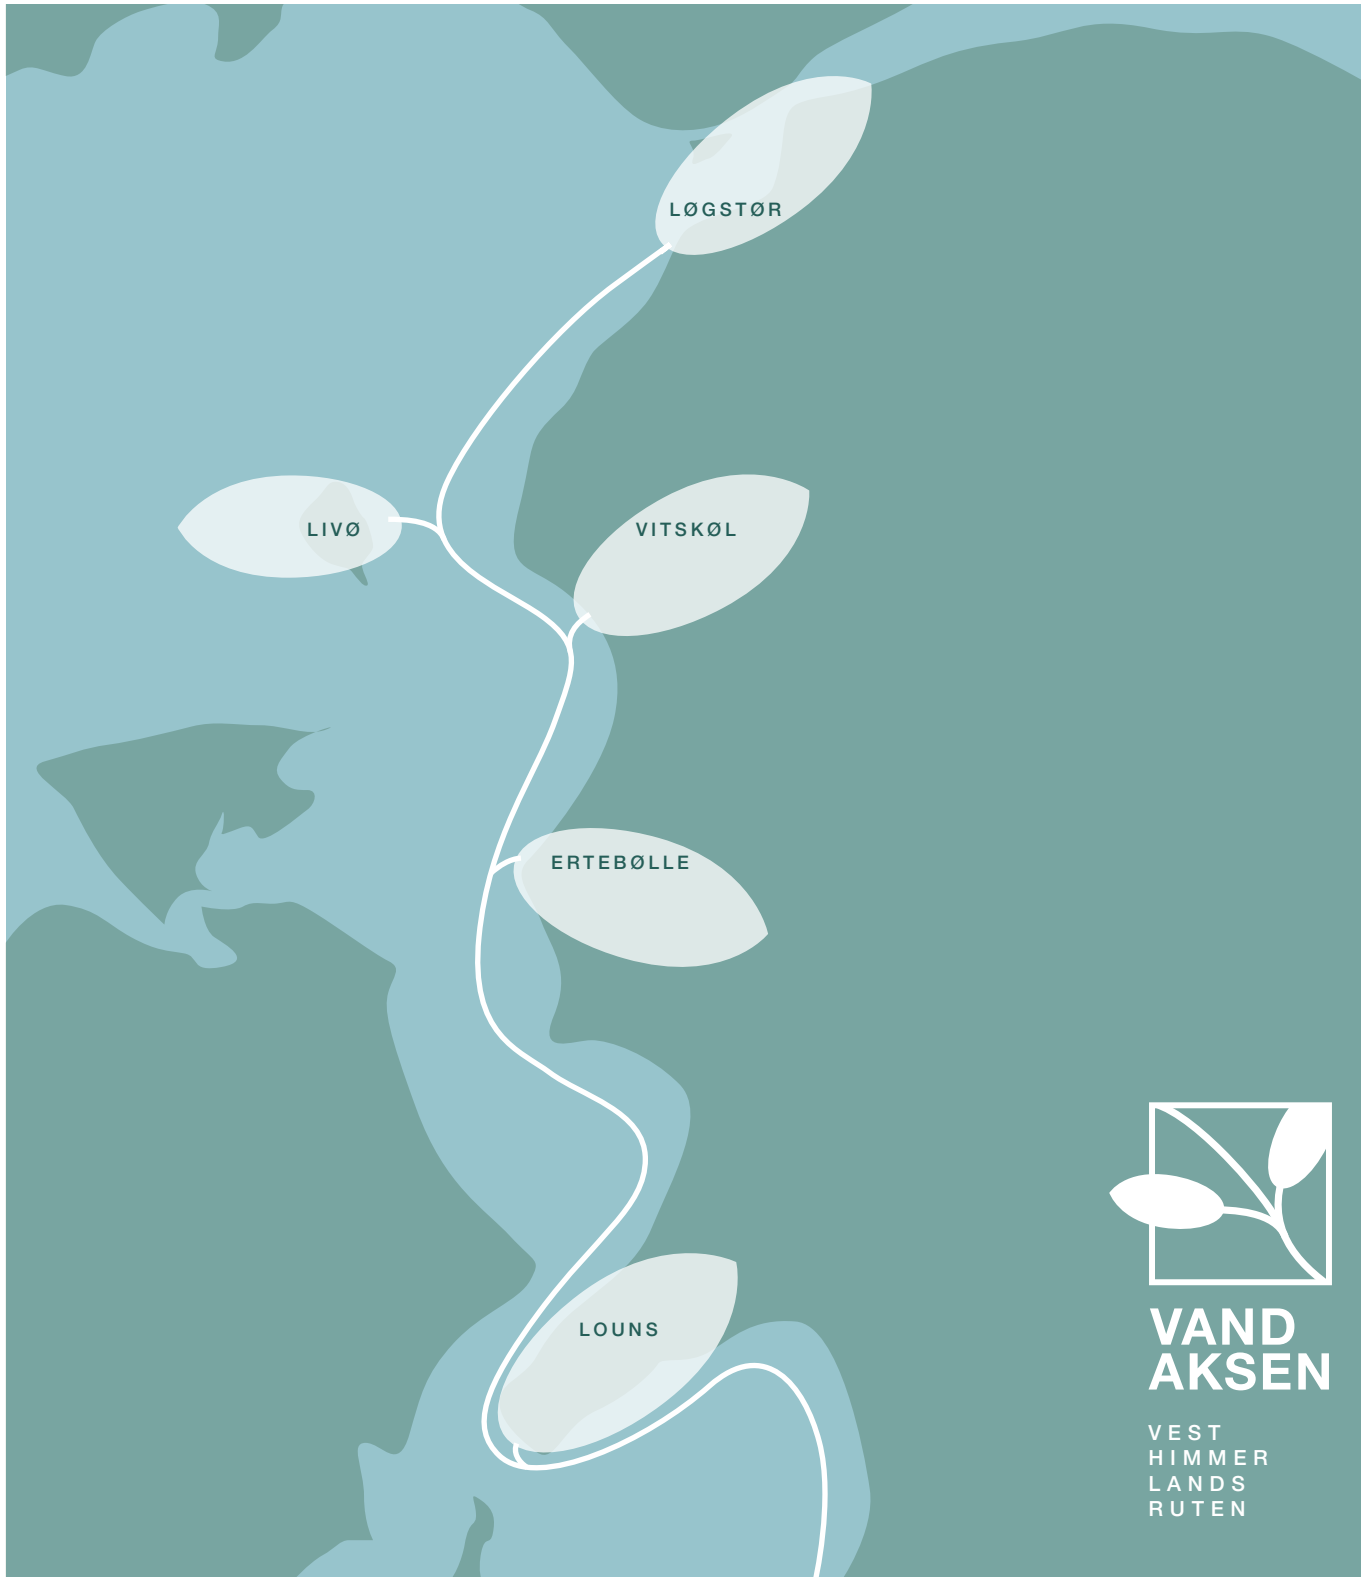 LØGSTØR
LIVØ
VITSKØL
ERTEBØLLE
LOUNS
VAND
AKSEN
VEST
HIMMER
LANDS
RUTEN